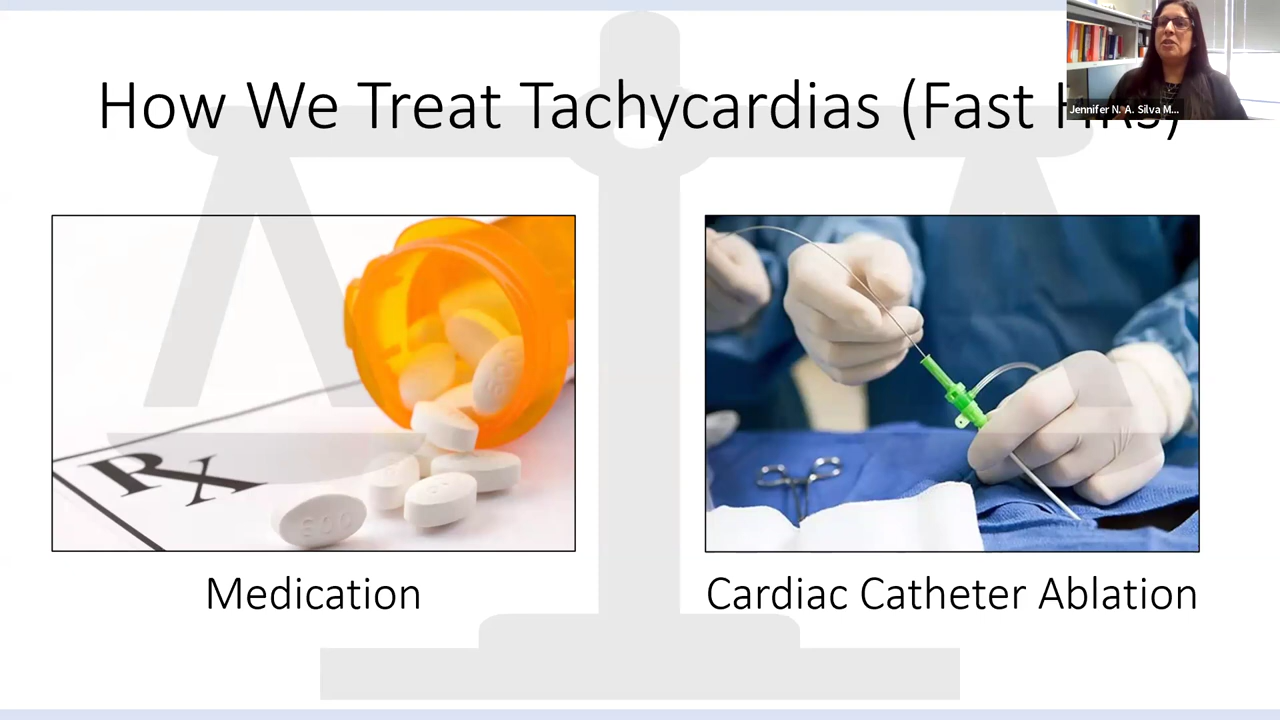 How We Treat Tachycardias (Fast
Jennifer N. A. Silva M...
Rx
Medication
Cardiac Catheter Ablation